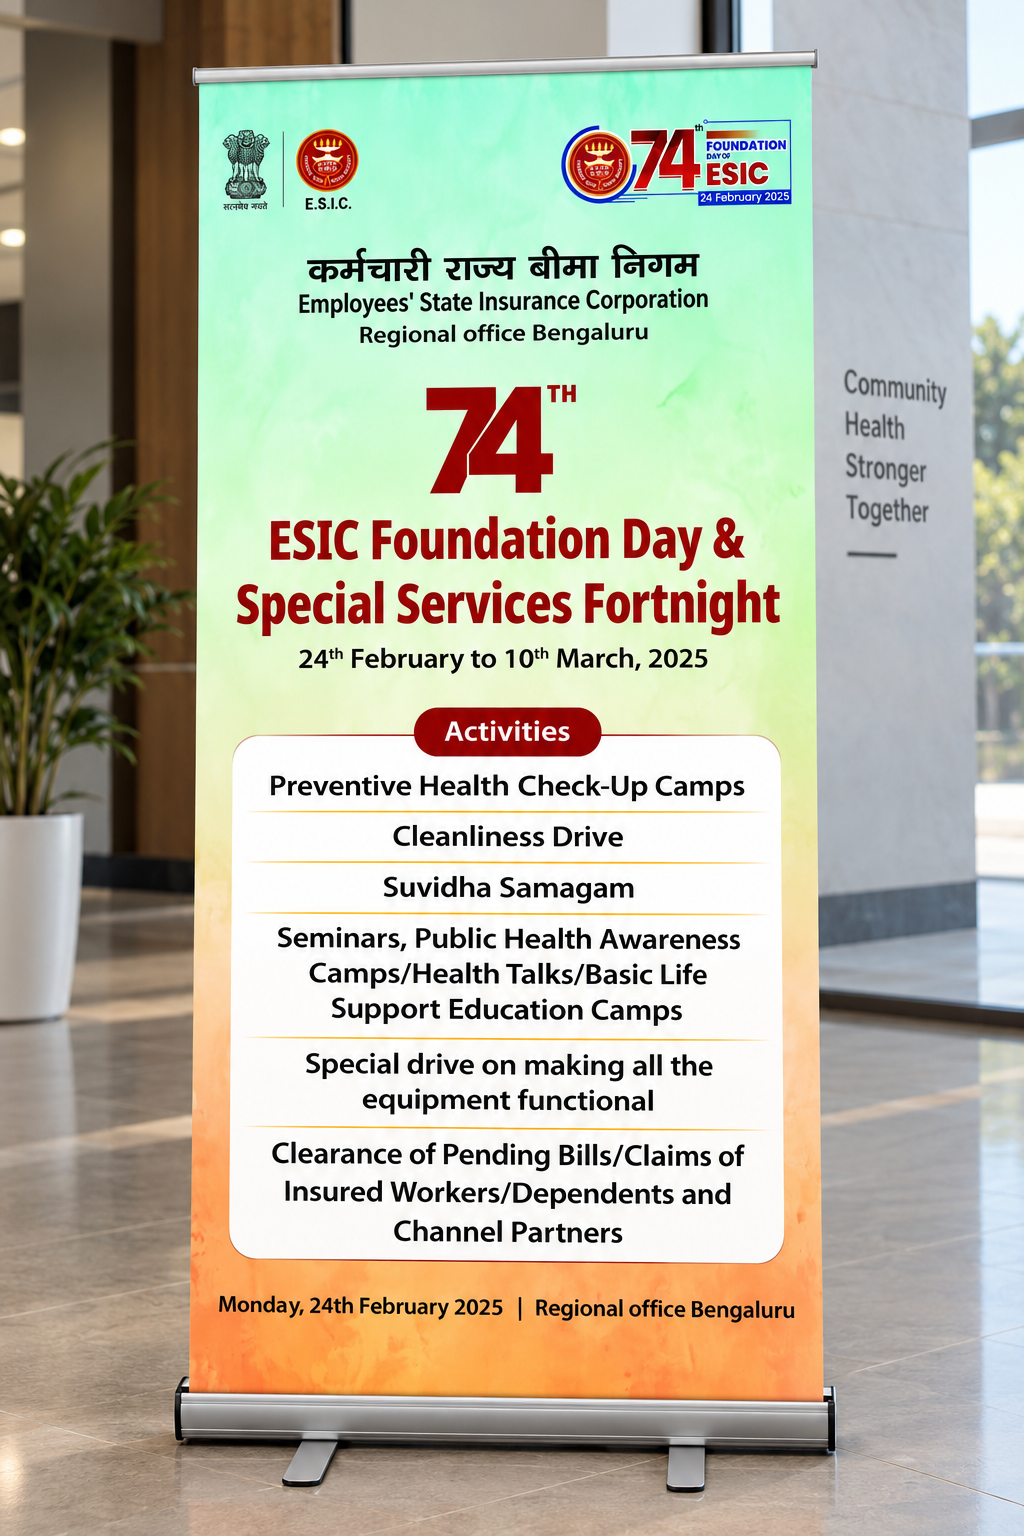 सत्यमेव जयते
E.S.I.C.
74th
FOUNDATION
DAY OF
ESIC
24 February 2025
कर्मचारी राज्य बीमा निगम
Employees' State Insurance Corporation
Regional office Bengaluru
74TH
ESIC Foundation Day &
Special Services Fortnight
24th February to 10th March, 2025
Activities
Preventive Health Check-Up Camps
Cleanliness Drive
Suvidha Samagam
Seminars, Public Health Awareness
Camps/Health Talks/Basic Life
Support Education Camps
Special drive on making all the
equipment functional
Clearance of Pending Bills/Claims of
Insured Workers/Dependents and
Channel Partners
Monday, 24th February 2025 | Regional office Bengaluru
Community
Health
Stronger
Together